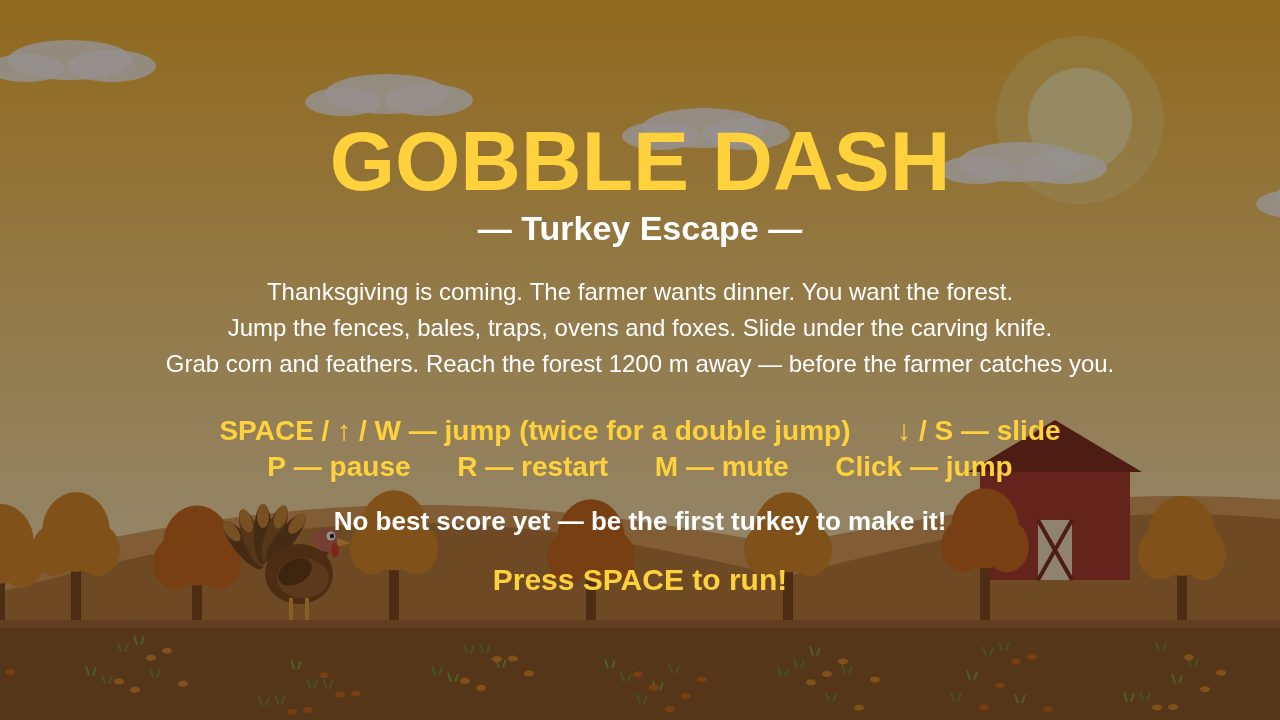 GOBBLE DASH
— Turkey Escape —
Thanksgiving is coming. The farmer wants dinner. You want the forest.
Jump the fences, bales, traps, ovens and foxes. Slide under the carving knife.
Grab corn and feathers. Reach the forest 1200 m away — before the farmer catches you.
SPACE / ↑ / W — jump (twice for a double jump) ↓ / S — slide
P — pause R — restart M — mute Click — jump
No best score yet — be the first turkey to make it!
Press SPACE to run!